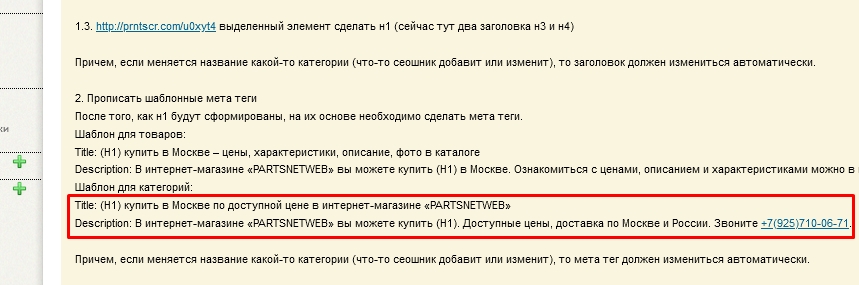 1.3. http://prntscr.com/u0xyt4 выделенный элемент сделать н1 (сейчас тут два заголовка н3 и н4)
Причем, если меняется название какой-то категории (что-то сеошник добавит или изменит), то заголовок должен измениться автоматически.
2. Прописать шаблонные мета теги
После того, как н1 будут сформированы, на их основе необходимо сделать мета теги.
Шаблон для товаров:
Title: (H1) купить в Москве – цены, характеристики, описание, фото в каталоге
Description: В интернет-магазине «PARTSNETWEB» вы можете купить (H1) в Москве. Ознакомиться с ценами, описанием и характеристиками можно в
Шаблон для категорий:
Title: (H1) купить в Москве по доступной цене в интернет-магазине «PARTSNETWEB»
Description: В интернет-магазине «PARTSNETWEB» вы можете купить (H1). Доступные цены, доставка по Москве и России. Звоните +7(925)710-06-71.
Причем, если меняется название какой-то категории (что-то сеошник добавит или изменит), то мета тег должен измениться автоматически.